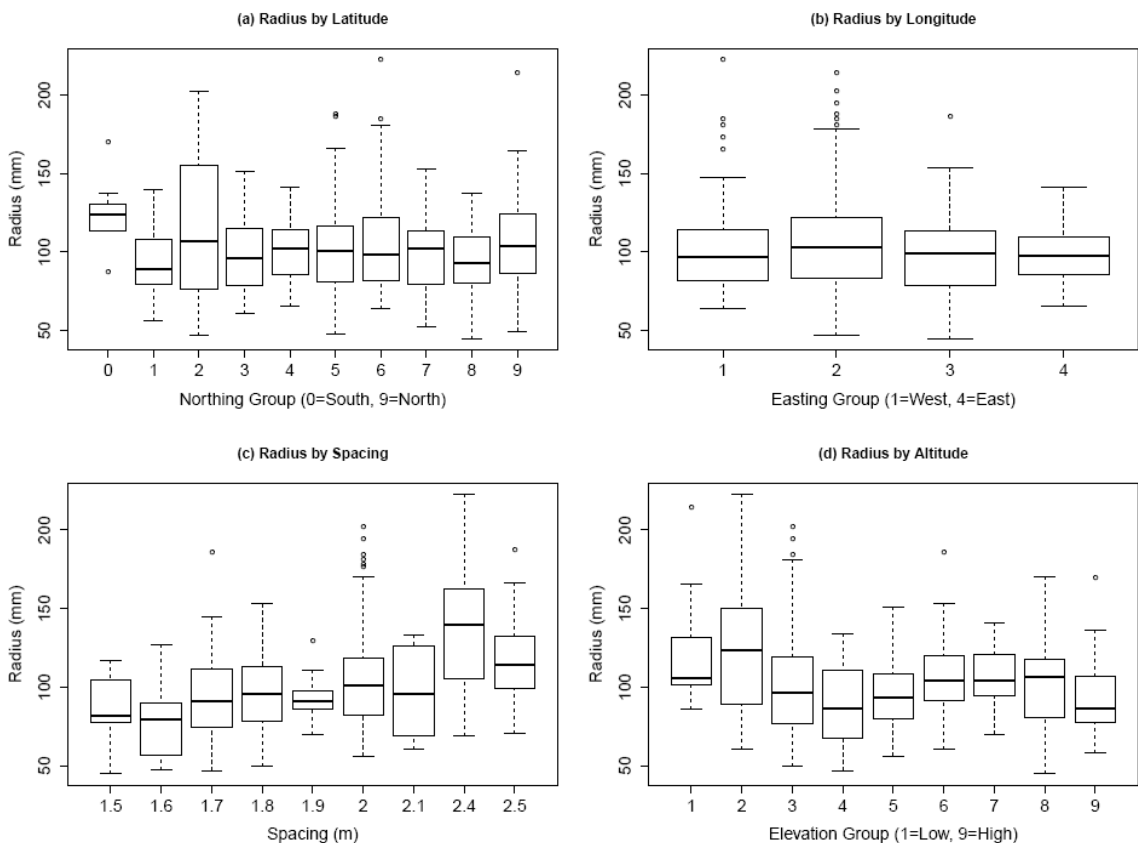 (a) Radius by Latitude
Radius (mm)
200
150
100
50
0 1 2 3 4 5 6 7 8 9
Northing Group (0=South, 9=North)
(b) Radius by Longitude
Radius (mm)
200
150
100
50
1 2 3 4
Easting Group (1=West, 4=East)
(c) Radius by Spacing
Radius (mm)
200
150
100
50
1.5 1.6 1.7 1.8 1.9 2 2.1 2.4 2.5
Spacing (m)
(d) Radius by Altitude
Radius (mm)
200
150
100
50
1 2 3 4 5 6 7 8 9
Elevation Group (1=Low, 9=High)